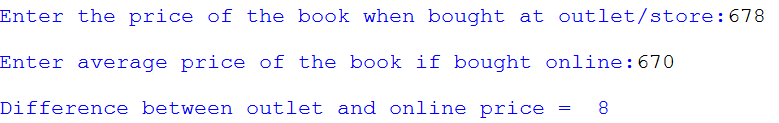 Enter the price of the book when bought at outlet/store:678
Enter average price of the book if bought online:670
Difference between outlet and online price =  8